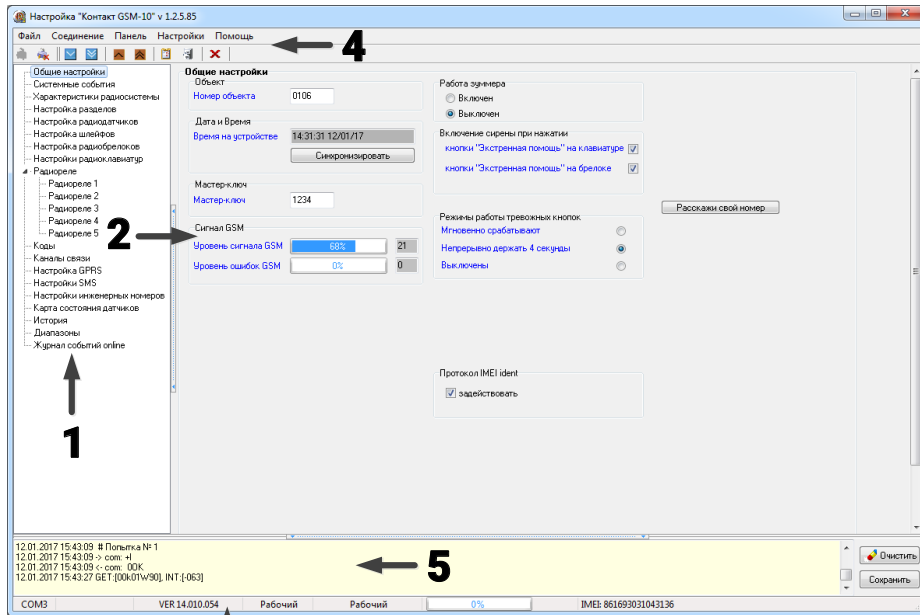 Настройка "Контакт GSM-10" v 1.2.5.85
Файл Соединение Панель Настройки Помощь
4
Общие настройки
Системные события
Характеристики радиосистемы
Настройка разделов
Настройка радиодатчиков
Настройка шлейфов
Настройка радиобрелоков
Настройки радиоклавиатур
Радиореле
Радиореле 1
Радиореле 2
Радиореле 3
Радиореле 4
Радиореле 5
Коды
Каналы связи
Настройка GPRS
Настройки SMS
Настройки инженерных номеров
Карта состояния датчиков
История
Диапазоны
Журнал событий online
1
2
Общие настройки
Объект
Номер объекта 0106
Дата и Время
Время на устройстве 14:31:31 12/01/17
Синхронизировать
Мастер-ключ
Мастер-ключ 1234
Сигнал GSM
Уровень сигнала GSM 68% 21
Уровень ошибок GSM 0% 0
Работа зуммера
Включен
Выключен
Включение сирены при нажатии
кнопки "Экстренная помощь" на клавиатуре
кнопки "Экстренная помощь" на брелоке
Режимы работы тревожных кнопок
Мгновенно срабатывают
Непрерывно держать 4 секунды
Выключены
Расскажи свой номер
Протокол IMEI ident
задействовать
12.01.2017 15:43:09 # Попытка № 1
12.01.2017 15:43:09 -> com: +I
12.01.2017 15:43:09 <- com: 0OK
12.01.2017 15:43:27 GET:[00k01W90], INT:[-063]
5
Очистить
Сохранить
COM3 VER 14.010.054 Рабочий Рабочий 0% IMEI: 861693031043136